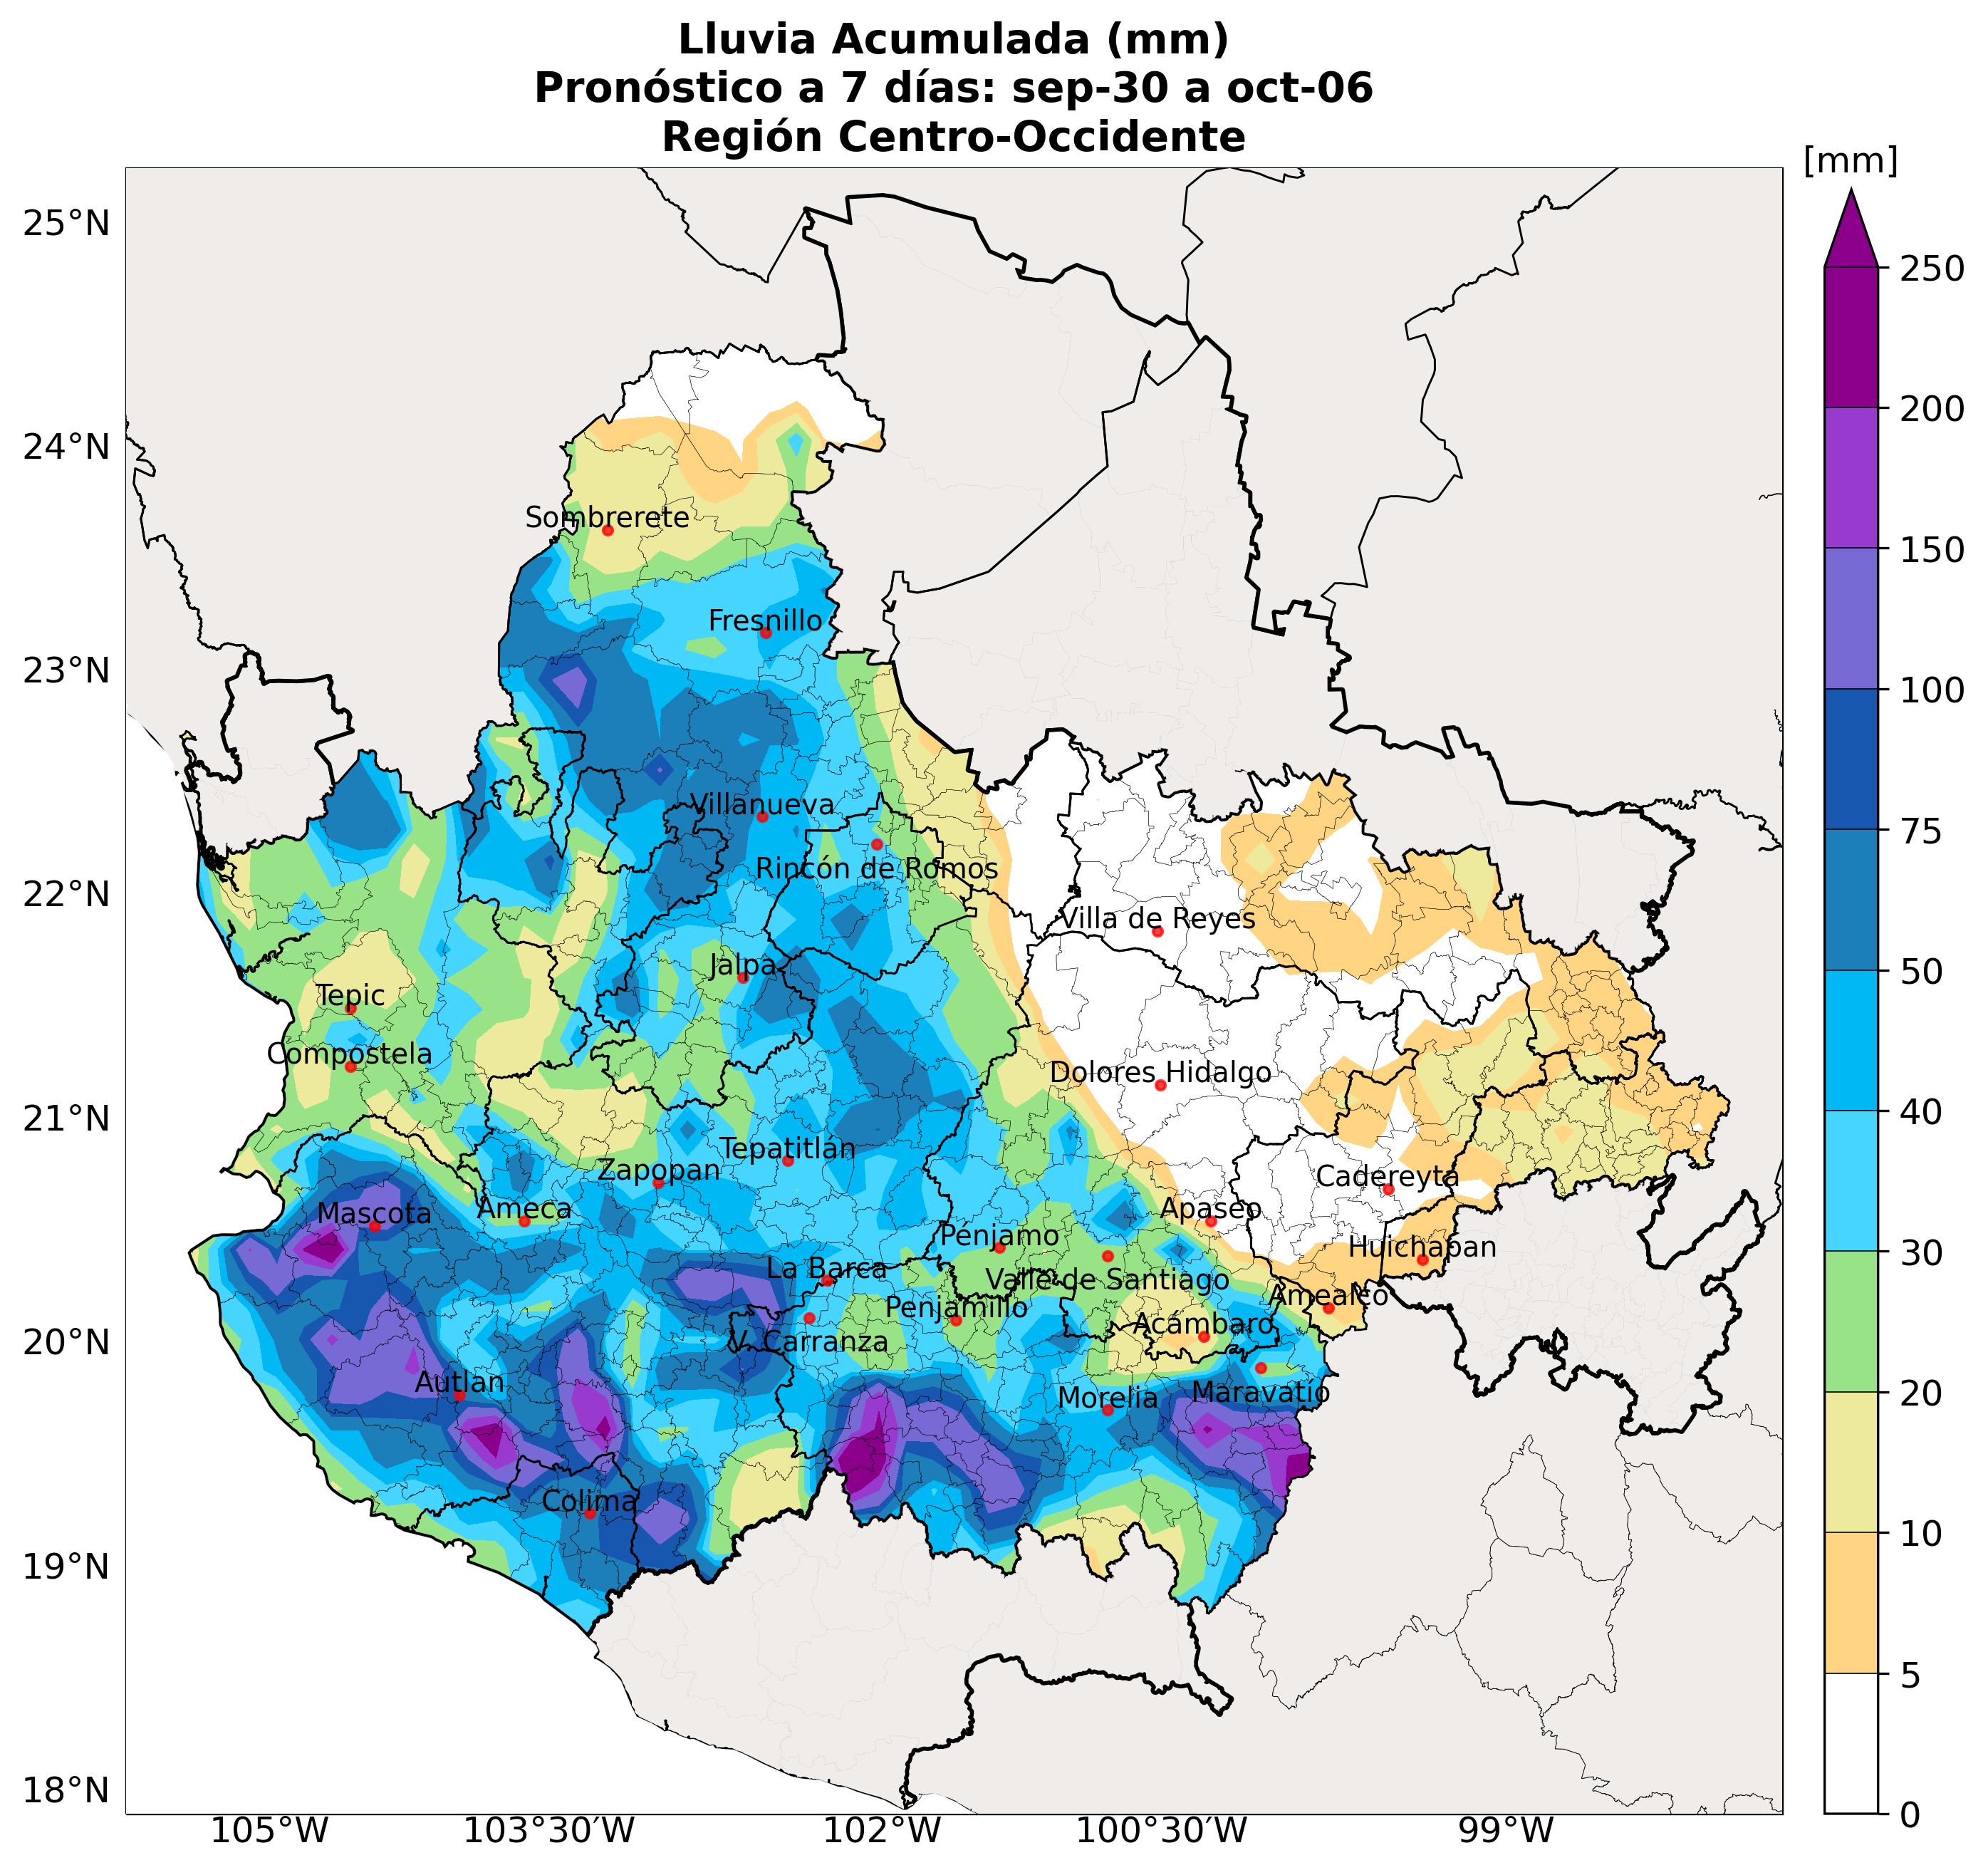 Lluvia Acumulada (mm)
Pronóstico a 7 días: sep-30 a oct-06
Región Centro-Occidente
[mm]
25°N
250
200
24°N
150
Sombrerete
Fresnillo
23°N
100
Villanueva
75
Rincón de Romos
22°N
Villa de Reyes
Jalpa
50
Tepic
Compostela
Dolores Hidalgo
21°N
40
Tepatitlán
Zapopan
Cadereyta
Mascota
Ameca
Apaseo
Pénjamo
Huichapan
La Barca
30
Valle de Santiago
Amealco
Penjamillo
20°N
V. Carranza
Acámbaro
Autlan
Morelia
Maravatío
20
Colima
10
19°N
5
18°N
0
105°W
103°30'W
102°W
100°30'W
99°W